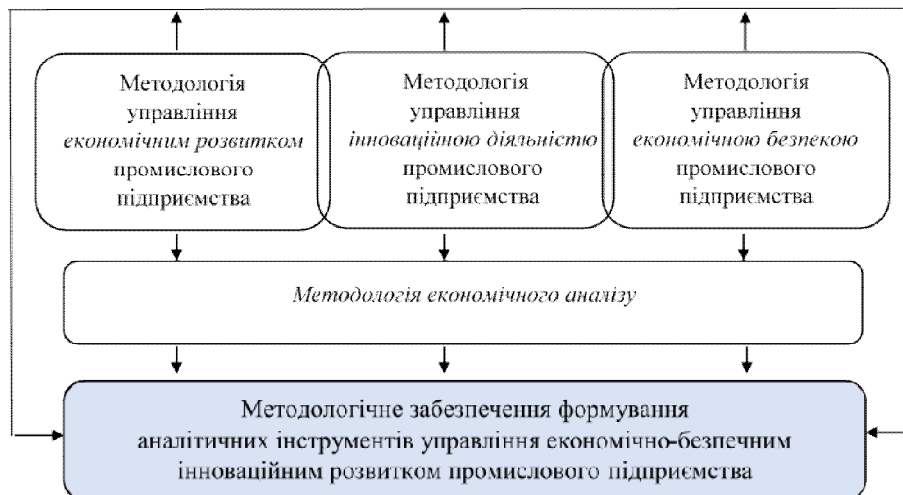 Методологія
управління
економічним розвитком
промислового
підприємства
Методологія
управління
інноваційною діяльністю
промислового
підприємства
Методологія
управління
економічною безпекою
промислового
підприємства
Методологія економічного аналізу
Методологічне забезпечення формування
аналітичних інструментів управління економічно-безпечним
інноваційним розвитком промислового підприємства